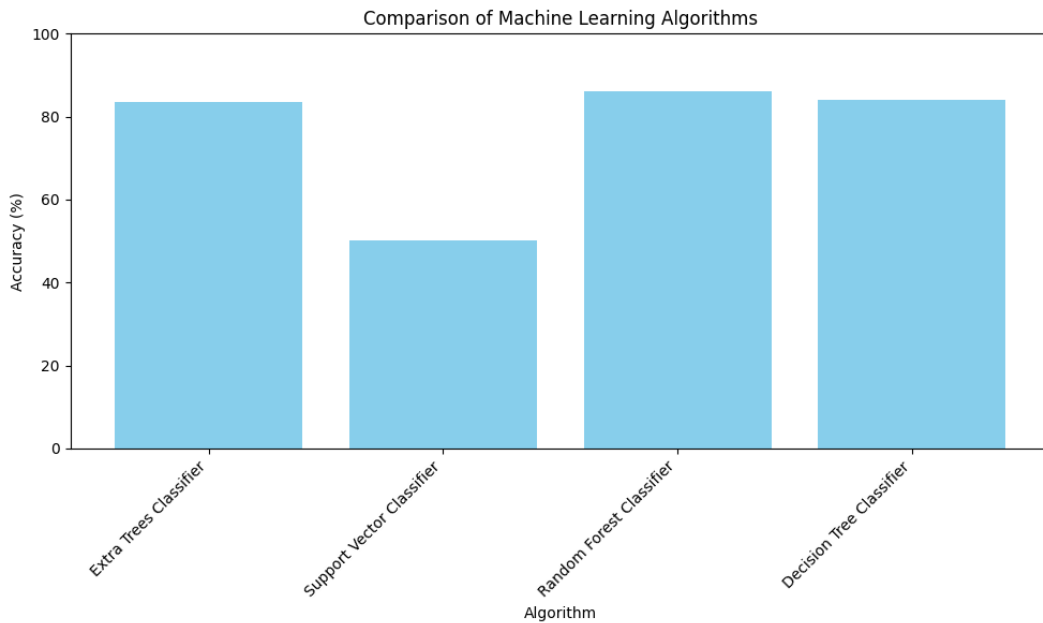 Comparison of Machine Learning Algorithms
100
80
60
40
20
0
Accuracy (%)
Extra Trees Classifier
Support Vector Classifier
Random Forest Classifier
Decision Tree Classifier
Algorithm